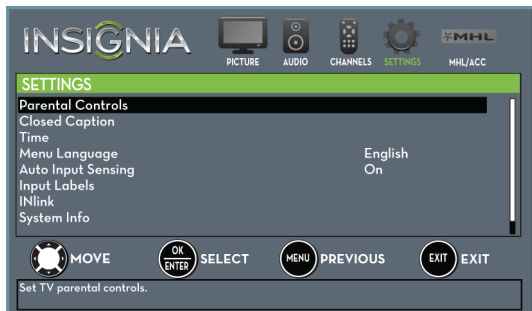 INSIGNIA
PICTURE AUDIO CHANNELS SETTINGS MHL MHL/ACC
SETTINGS
Parental Controls
Closed Caption
Time
Menu Language English
Auto Input Sensing On
Input Labels
INlink
System Info
MOVE OK ENTER SELECT MENU PREVIOUS EXIT EXIT
Set TV parental controls.